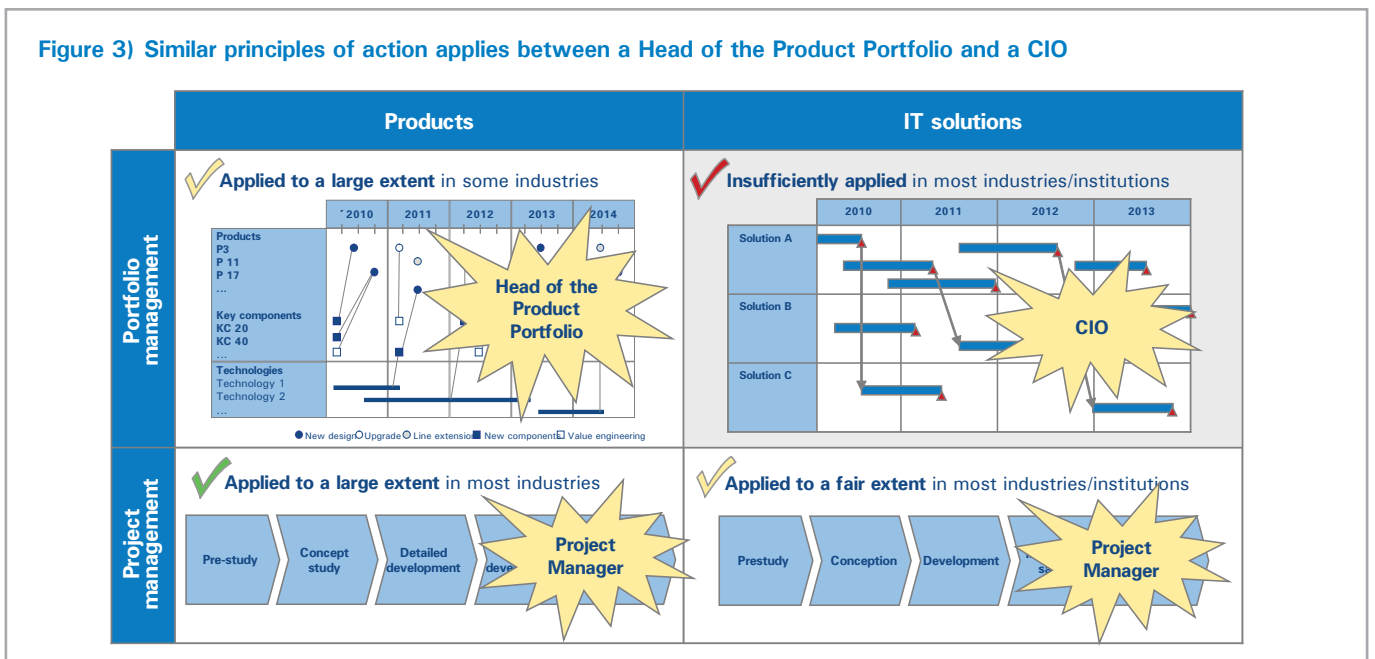 Figure 3) Similar principles of action applies between a Head of the Product Portfolio and a CIO
Products
IT solutions
Portfolio
management
Applied to a large extent in some industries
2010 2011 2012 2013 2014
Products
P3
P 11
P 17
...
Key components
KC 20
KC 40
...
Technologies
Technology 1
Technology 2
...
Head of the
Product
Portfolio
New design Upgrade Line extension New components Value engineering
Insufficiently applied in most industries/institutions
2010 2011 2012 2013
Solution A
Solution B
Solution C
CIO
Project
management
Applied to a large extent in most industries
Pre-study
Concept
study
Detailed
development
Project
Manager
Applied to a fair extent in most industries/institutions
Prestudy
Conception
Development
Project
Manager